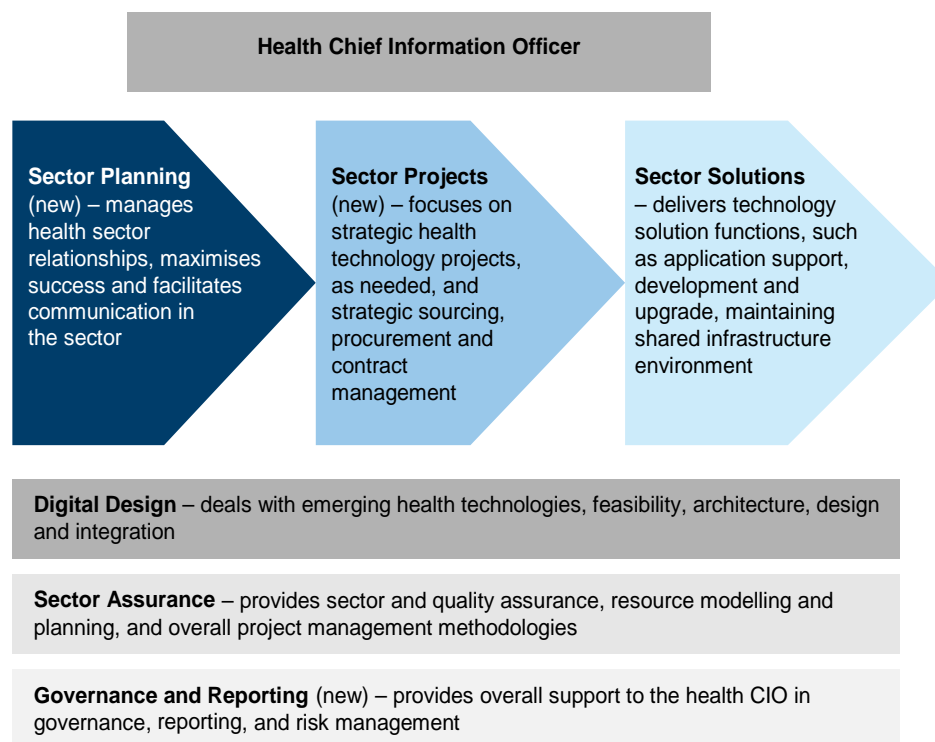 Health Chief Information Officer
Sector Planning
(new) – manages
health sector
relationships, maximises
success and facilitates
communication in
the sector
Sector Projects
(new) – focuses on
strategic health
technology projects,
as needed, and
strategic sourcing,
procurement and
contract
management
Sector Solutions
– delivers technology
solution functions, such
as application support,
development and
upgrade, maintaining
shared infrastructure
environment
Digital Design – deals with emerging health technologies, feasibility, architecture, design
and integration
Sector Assurance – provides sector and quality assurance, resource modelling and
planning, and overall project management methodologies
Governance and Reporting (new) – provides overall support to the health CIO in
governance, reporting, and risk management